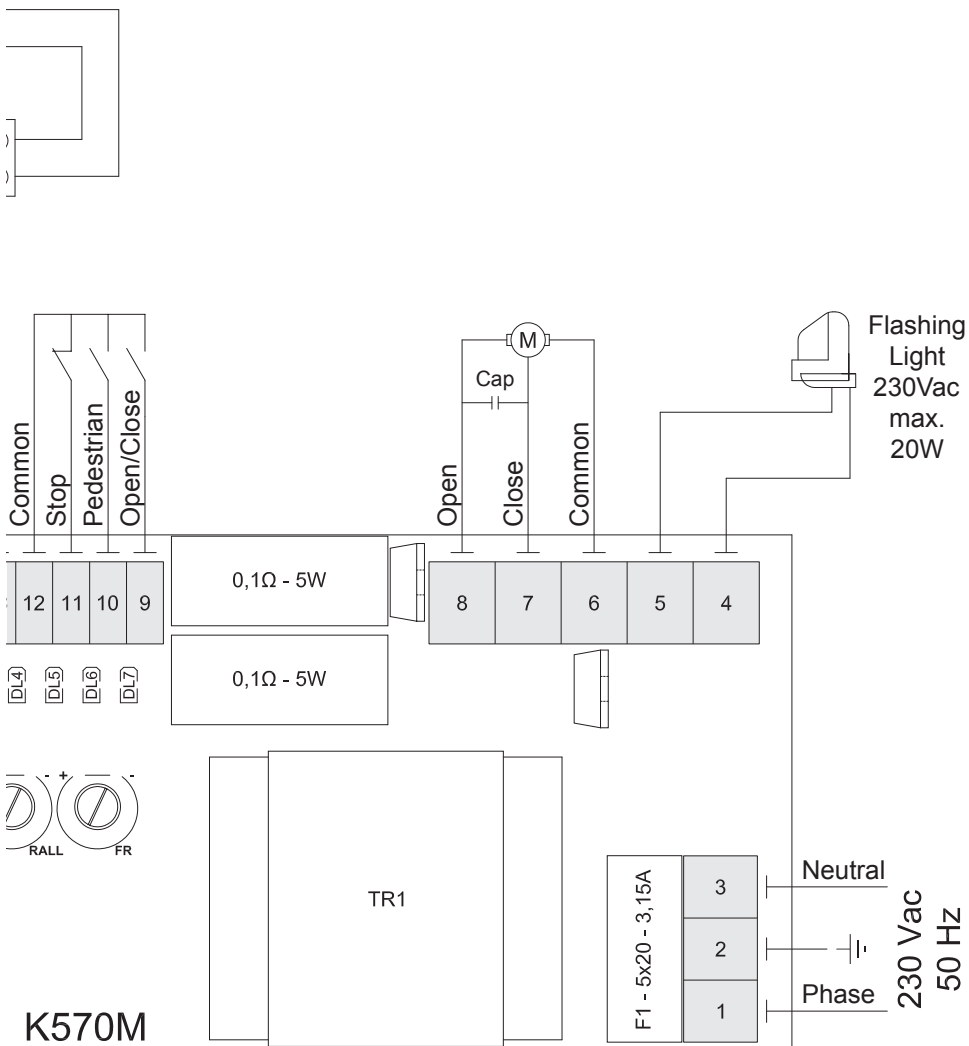 Flashing
Light
230Vac
max.
20W
M
Cap
Common
Stop
Pedestrian
Open/Close
Open
Close
Common
12 11 10 9
0,1Ω - 5W
8 7 6 5 4
DL4 DL5 DL6 DL7
0,1Ω - 5W
- + -
RALL FR
TR1
F1 - 5x20 - 3,15A
3
2
1
Neutral
Phase
230 Vac
50 Hz
K570M